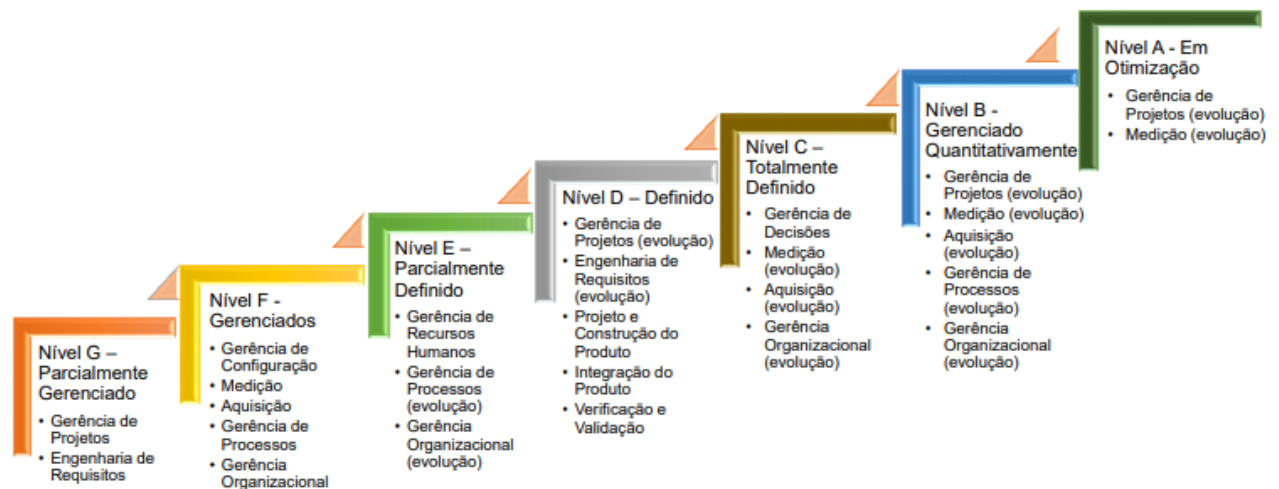 Nível G –
Parcialmente
Gerenciado
• Gerência de
Projetos
• Engenharia de
Requisitos
Nível F -
Gerenciados
• Gerência de
Configuração
• Medição
• Aquisição
• Gerência de
Processos
• Gerência
Organizacional
Nível E –
Parcialmente
Definido
• Gerência de
Recursos
Humanos
• Gerência de
Processos
(evolução)
• Gerência
Organizacional
(evolução)
Nível D – Definido
• Gerência de
Projetos (evolução)
• Engenharia de
Requisitos
(evolução)
• Projeto e
Construção do
Produto
• Integração do
Produto
• Verificação e
Validação
Nível C –
Totalmente
Definido
• Gerência de
Decisões
• Medição
(evolução)
• Aquisição
(evolução)
• Gerência
Organizacional
(evolução)
Nível B -
Gerenciado
Quantitativamente
• Gerência de
Projetos (evolução)
• Medição (evolução)
• Aquisição
(evolução)
• Gerência de
Processos
(evolução)
• Gerência
Organizacional
(evolução)
Nível A - Em
Otimização
• Gerência de
Projetos (evolução)
• Medição (evolução)